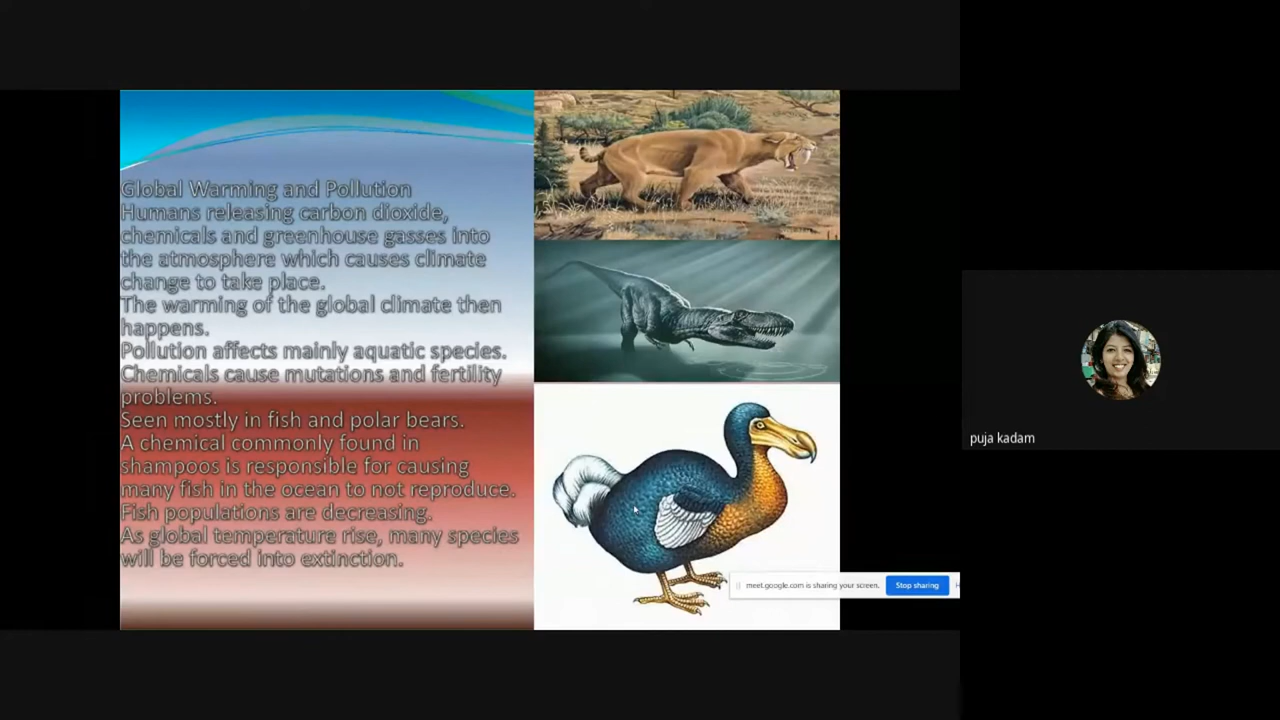 Global Warming and Pollution
Humans releasing carbon dioxide,
chemicals and greenhouse gasses into
the atmosphere which causes climate
change to take place.
The warming of the global climate then
happens.
Pollution affects mainly aquatic species.
Chemicals cause mutations and fertility
problems.
Seen mostly in fish and polar bears.
A chemical commonly found in
shampoos is responsible for causing
many fish in the ocean to not reproduce.
Fish populations are decreasing.
As global temperature rise, many species
will be forced into extinction.
meet.google.com is sharing your screen.
Stop sharing
H
puja kadam